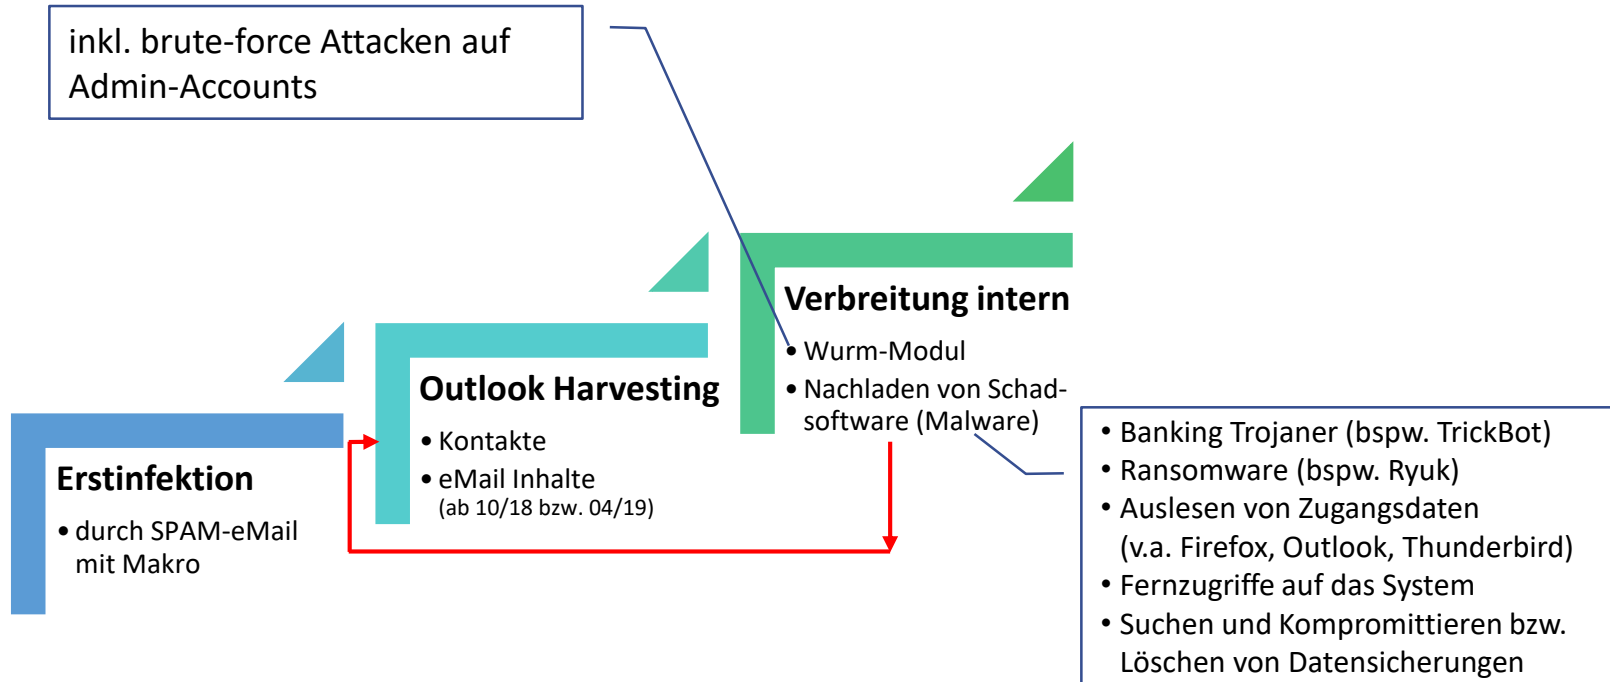 inkl. brute-force Attacken auf
Admin-Accounts
Erstinfektion
• durch SPAM-eMail
mit Makro
Outlook Harvesting
• Kontakte
• eMail Inhalte
(ab 10/18 bzw. 04/19)
Verbreitung intern
• Wurm-Modul
• Nachladen von Schad-
software (Malware)
• Banking Trojaner (bspw. TrickBot)
• Ransomware (bspw. Ryuk)
• Auslesen von Zugangsdaten
(v.a. Firefox, Outlook, Thunderbird)
• Fernzugriffe auf das System
• Suchen und Kompromittieren bzw.
Löschen von Datensicherungen